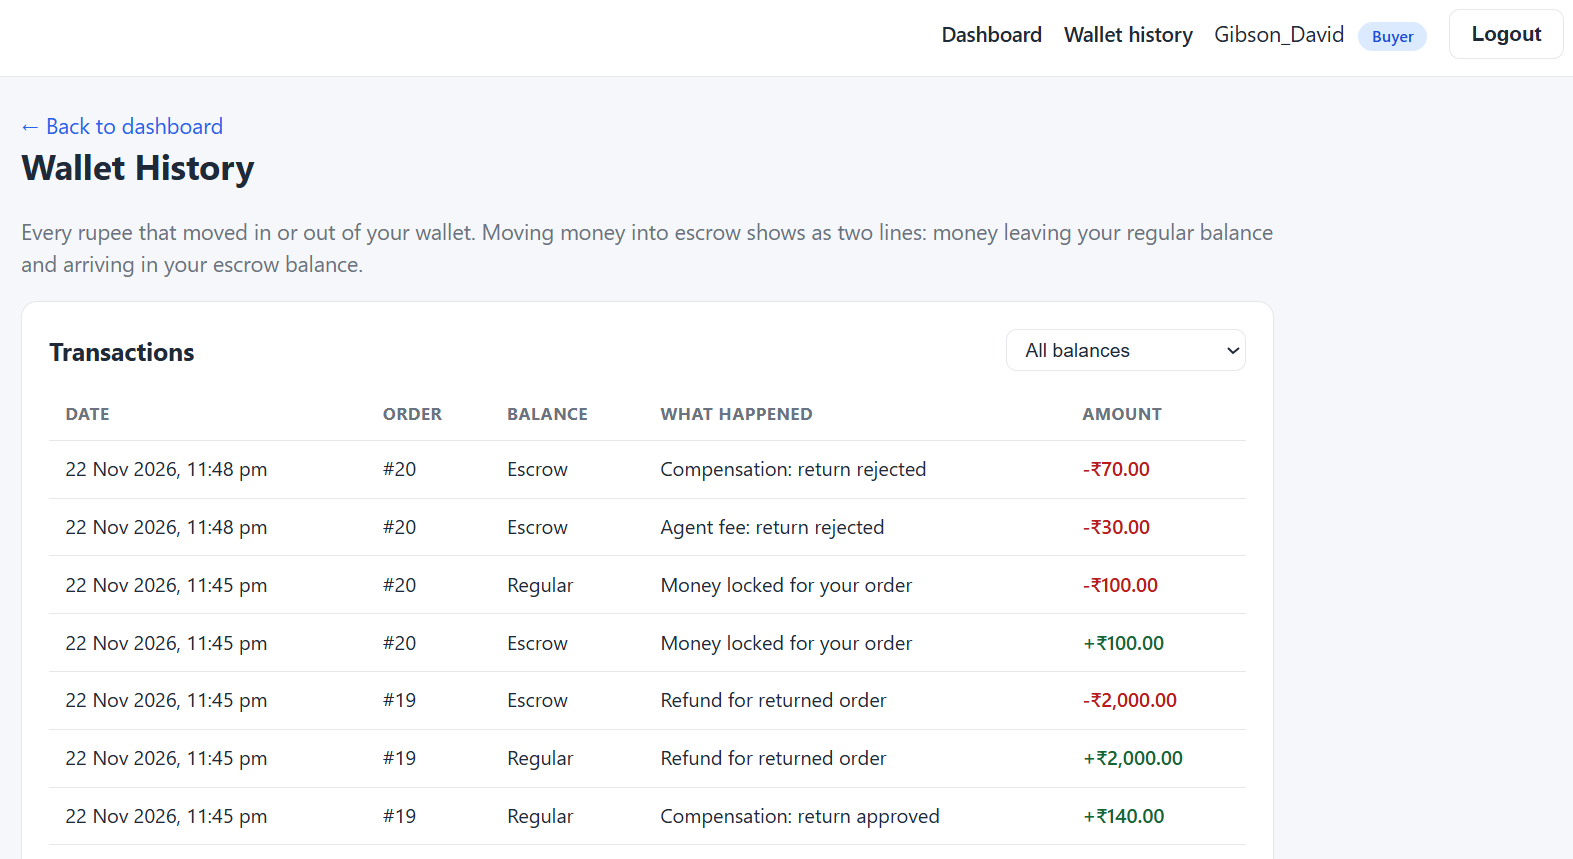 Dashboard Wallet history Gibson_David Buyer Logout
← Back to dashboard
Wallet History
Every rupee that moved in or out of your wallet. Moving money into escrow shows as two lines: money leaving your regular balance
and arriving in your escrow balance.
Transactions All balances
DATE ORDER BALANCE WHAT HAPPENED AMOUNT
22 Nov 2026, 11:48 pm #20 Escrow Compensation: return rejected -₹70.00
22 Nov 2026, 11:48 pm #20 Escrow Agent fee: return rejected -₹30.00
22 Nov 2026, 11:45 pm #20 Regular Money locked for your order -₹100.00
22 Nov 2026, 11:45 pm #20 Escrow Money locked for your order +₹100.00
22 Nov 2026, 11:45 pm #19 Escrow Refund for returned order -₹2,000.00
22 Nov 2026, 11:45 pm #19 Regular Refund for returned order +₹2,000.00
22 Nov 2026, 11:45 pm #19 Regular Compensation: return approved +₹140.00